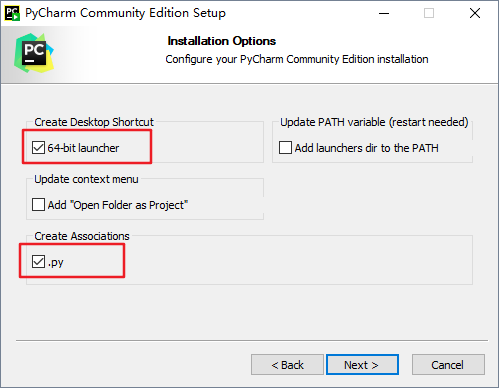 PyCharm Community Edition Setup
PC
Installation Options
Configure your PyCharm Community Edition installation
Create Desktop Shortcut
64-bit launcher
Update PATH variable (restart needed)
Add launchers dir to the PATH
Update context menu
Add "Open Folder as Project"
Create Associations
.py
< Back
Next >
Cancel